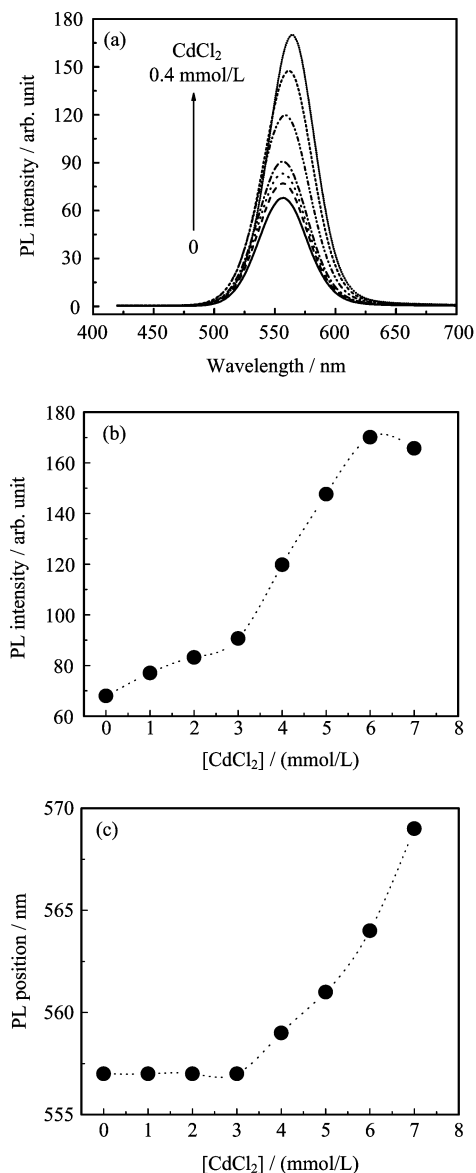 (a)
CdCl₂
0.4 mmol/L
0
PL intensity / arb. unit
180
150
120
90
60
30
0
400 450 500 550 600 650 700
Wavelength / nm
(b)
PL intensity / arb. unit
180
160
140
120
100
80
60
0 1 2 3 4 5 6 7 8
[CdCl₂] / (mmol/L)
(c)
PL position / nm
570
565
560
555
0 1 2 3 4 5 6 7 8
[CdCl₂] / (mmol/L)